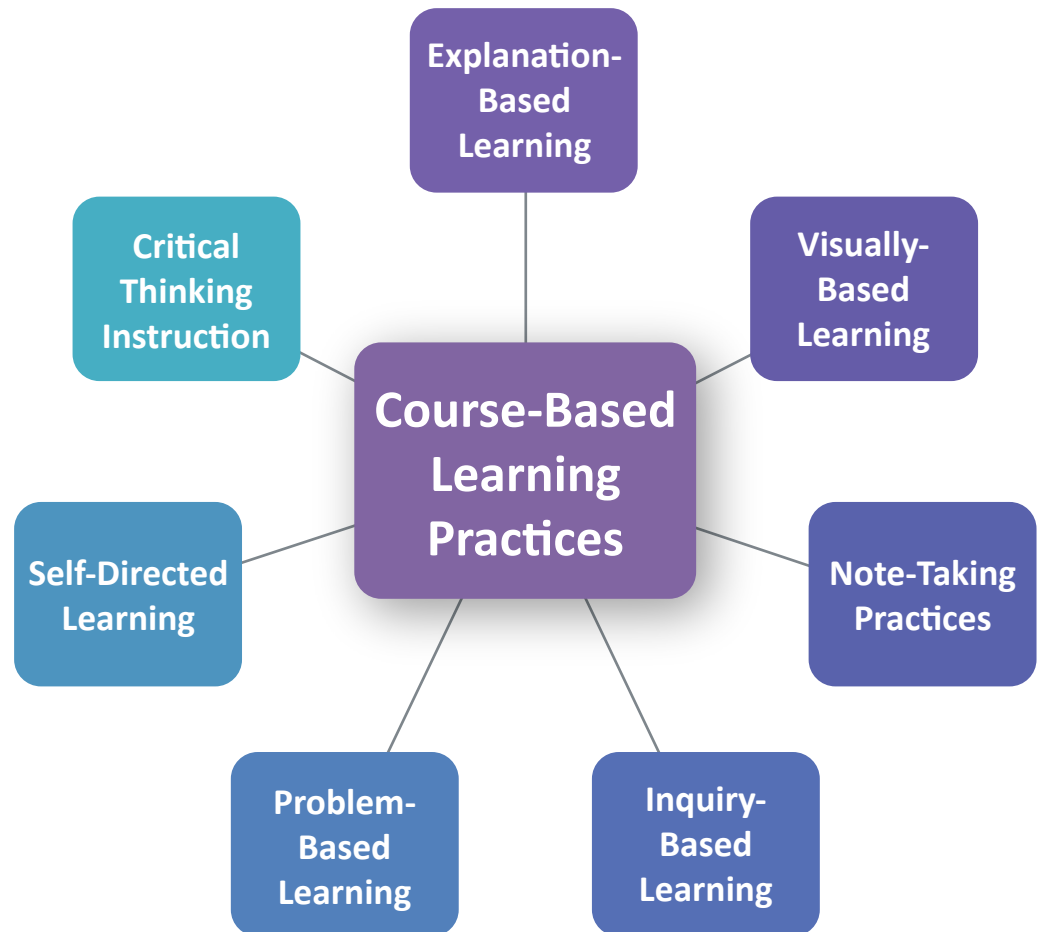 Explanation-
Based
Learning
Critical
Thinking
Instruction
Visually-
Based
Learning
Course-Based
Learning
Practices
Self-Directed
Learning
Note-Taking
Practices
Problem-
Based
Learning
Inquiry-
Based
Learning